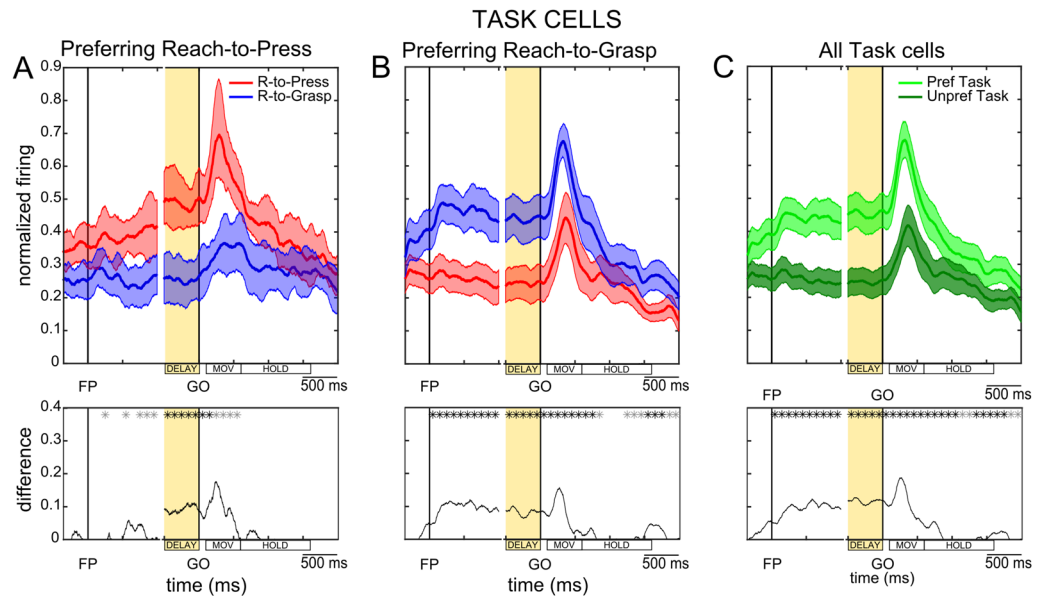 TASK CELLS
Preferring Reach-to-Press
Preferring Reach-to-Grasp
All Task cells
A
B
C
normalized firing
0.9
0.8
0.7
0.6
0.5
0.4
0.3
0.2
0.1
0
R-to-Press
R-to-Grasp
Pref Task
Unpref Task
DELAY MOV HOLD
FP GO 500 ms
DELAY MOV HOLD
FP GO 500 ms
DELAY MOV HOLD
FP GO 500 ms
difference
0.4
0.3
0.2
0.1
0
***************
**************************
******************************
DELAY MOV HOLD
FP GO 500 ms
time (ms)
DELAY MOV HOLD
FP GO 500 ms
time (ms)
DELAY MOV HOLD
FP GO 500 ms
time (ms)